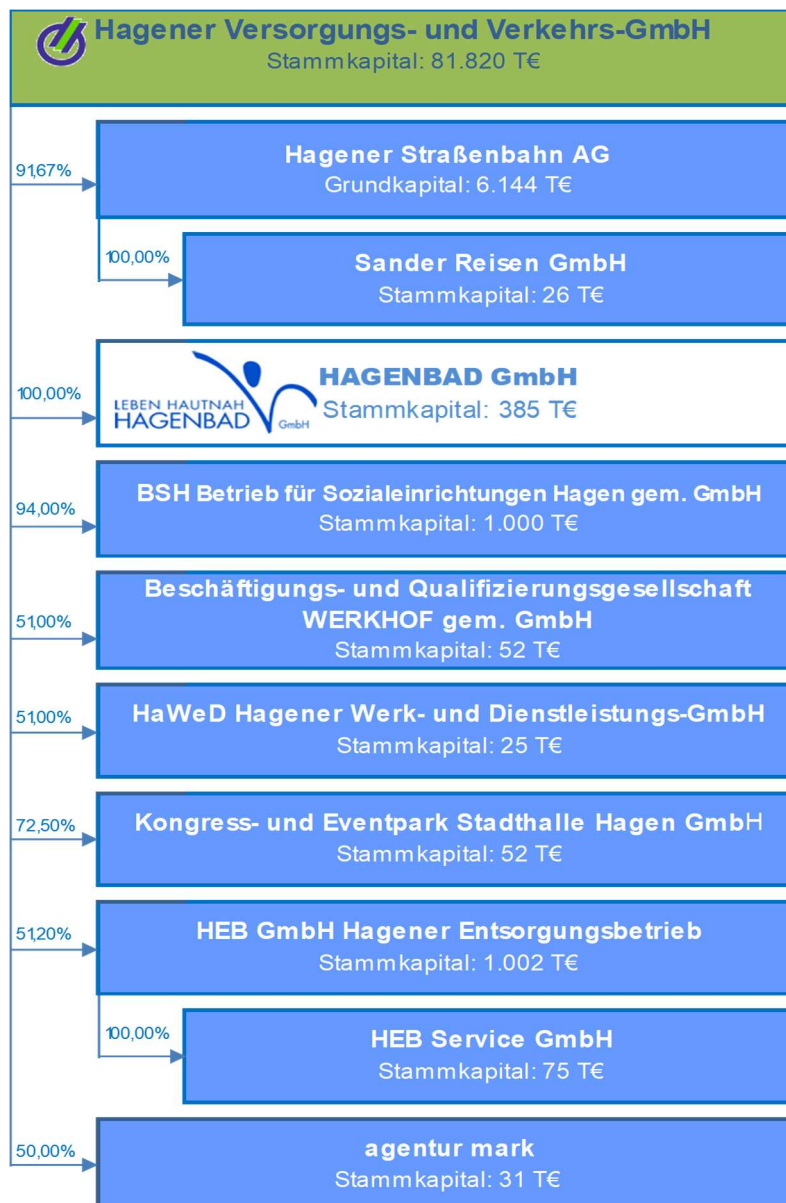 Hagener Versorgungs- und Verkehrs-GmbH
Stammkapital: 81.820 T€
91,67%
Hagener Straßenbahn AG
Grundkapital: 6.144 T€
100,00%
Sander Reisen GmbH
Stammkapital: 26 T€
100,00%
LEBEN HAUTNAH
HAGENBAD GmbH
HAGENBAD GmbH
Stammkapital: 385 T€
94,00%
BSH Betrieb für Sozialeinrichtungen Hagen gem. GmbH
Stammkapital: 1.000 T€
51,00%
Beschäftigungs- und Qualifizierungsgesellschaft
WERKHOF gem. GmbH
Stammkapital: 52 T€
51,00%
HaWeD Hagener Werk- und Dienstleistungs-GmbH
Stammkapital: 25 T€
72,50%
Kongress- und Eventpark Stadthalle Hagen GmbH
Stammkapital: 52 T€
51,20%
HEB GmbH Hagener Entsorgungsbetrieb
Stammkapital: 1.002 T€
100,00%
HEB Service GmbH
Stammkapital: 75 T€
50,00%
agentur mark
Stammkapital: 31 T€